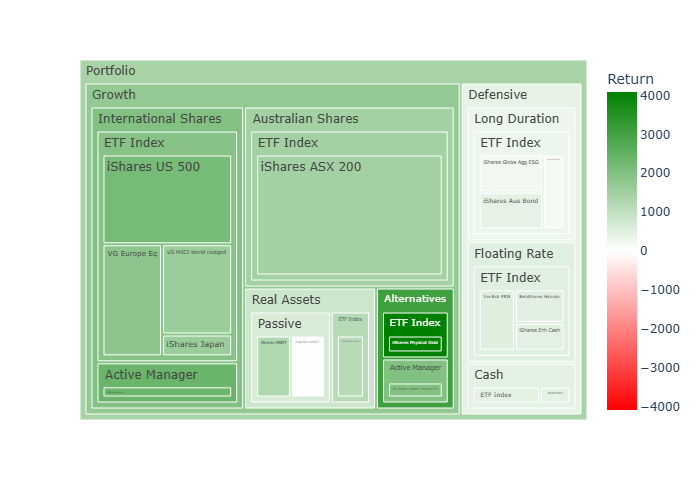 Portfolio
Growth
International Shares
ETF Index
iShares US 500
VG Europe Eq
VG MSCI World Hedged
iShares Japan
Active Manager
Australian Shares
ETF Index
iShares ASX 200
Real Assets
Passive
ETF Index
Alternatives
ETF Index
iShares Physical Gold
Active Manager
Defensive
Long Duration
ETF Index
iShares Globa Agg ESG
iShares Aus Bond
Floating Rate
ETF Index
BetaShares Hybrids
iShares Enh Cash
Cash
ETF Index
Return
4000
3000
2000
1000
0
−1000
−2000
−3000
−4000